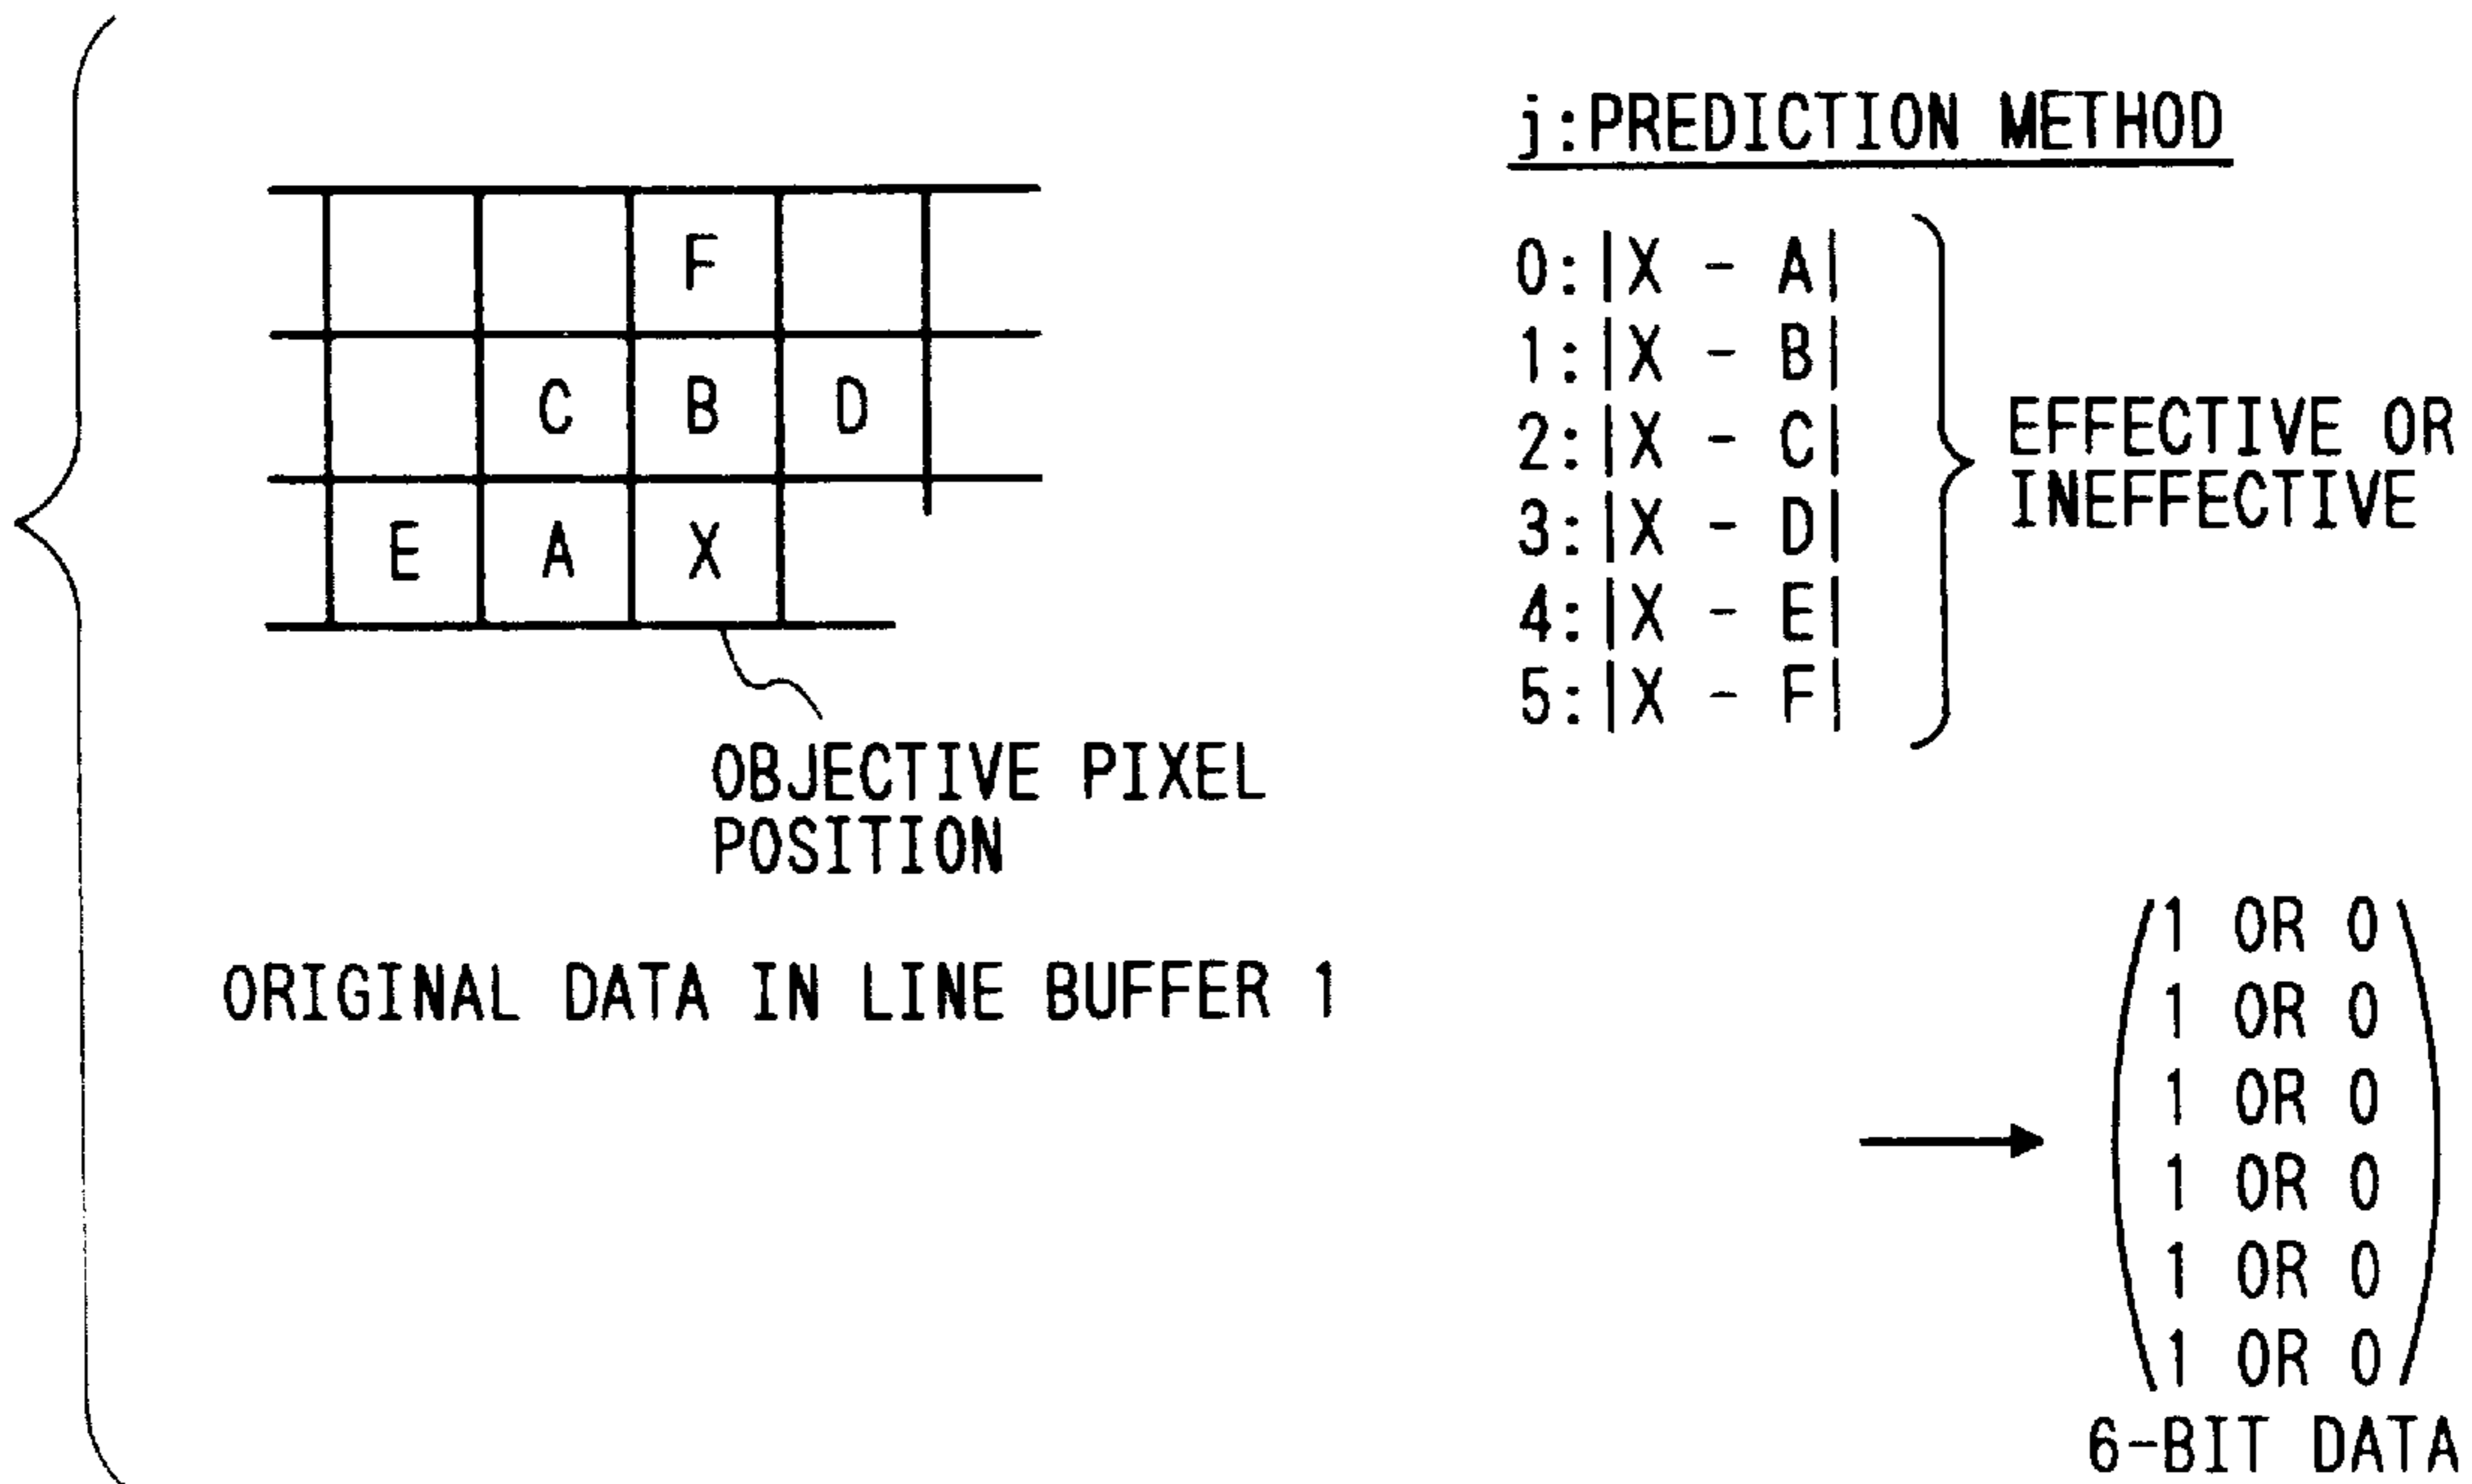 F
C B D
E A X
OBJECTIVE PIXEL
POSITION
ORIGINAL DATA IN LINE BUFFER 1
j:PREDICTION METHOD
0:|X - A|
1:|X - B|
2:|X - C|
3:|X - D|
4:|X - E|
5:|X - F|
EFFECTIVE OR
INEFFECTIVE
1 OR 0
1 OR 0
1 OR 0
1 OR 0
1 OR 0
1 OR 0
6-BIT DATA